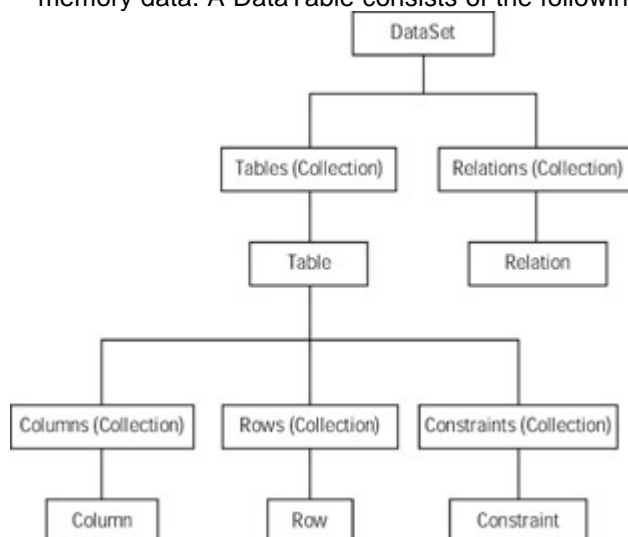 memory data. A DataTable consists of the followin
DataSet
Tables (Collection) Relations (Collection)
Table Relation
Columns (Collection) Rows (Collection) Constraints (Collection)
Column Row Constraint